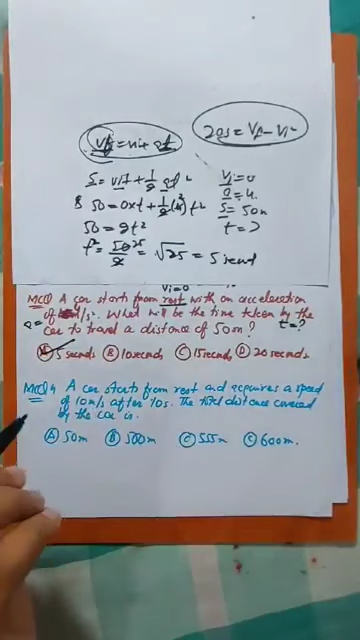 vf = vi + at
2as = Vf² - Vi²
S = vit + 1/2 at²
Vi = 0
a = 4.
50 = 0xt + 1/2 (4) t²
S = 50m
50 = 2t²
t = ?
t² = 50 25 / 2 = √25 = 5 second
Vi = 0
MCQ A car starts from rest with an acceleration
a = of m/s². What will be the time taken by the
car to travel a distance of 50m? t = ?
(A) 5 seconds (B) 10seconds (C) 15seconds (D) 20 seconds
MCQ 4 A car starts from rest and acquires a speed
of 10 m/s after 10s. The total distance covered
by the car is.
(A) 50m (B) 500m (C) 555m (C) 600m.